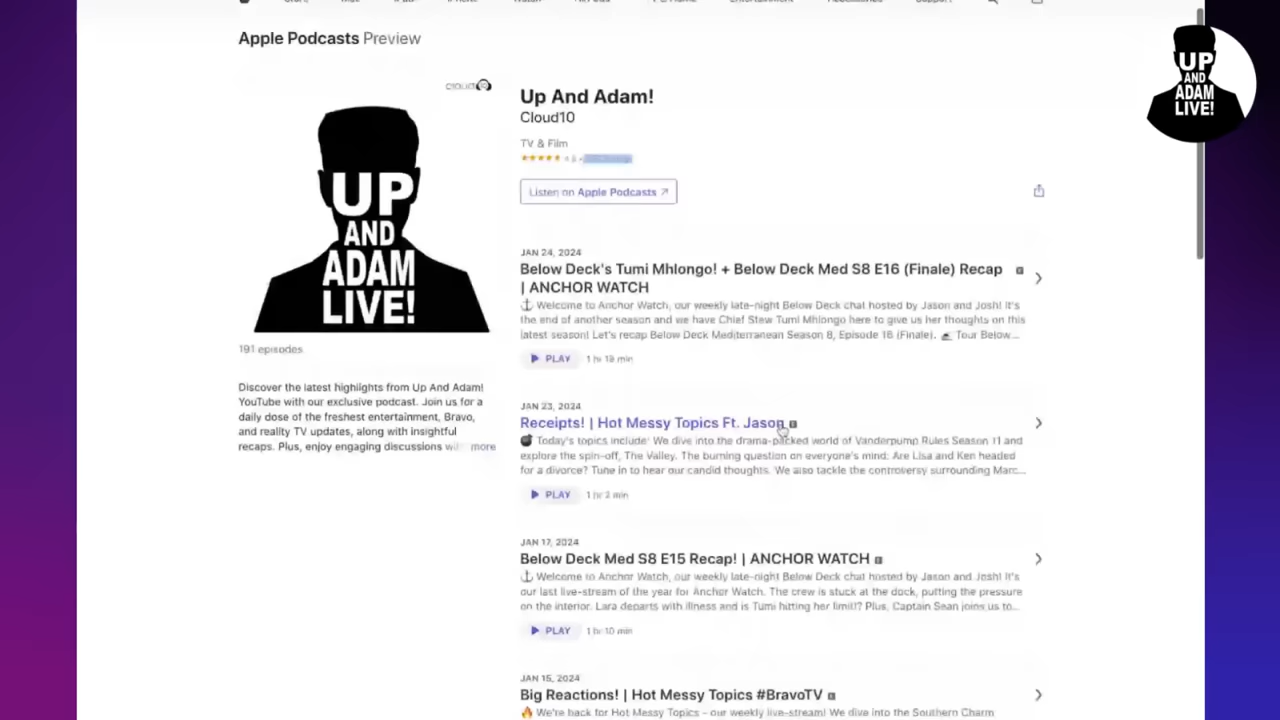 Apple Podcasts Preview
UP
AND
ADAM
LIVE!
cloud10
UP
AND
ADAM
LIVE!
191 episodes
Discover the latest highlights from Up And Adam!
YouTube with our exclusive podcast. Join us for a
daily dose of the freshest entertainment, Bravo,
and reality TV updates, along with insightful
recaps. Plus, enjoy engaging discussions more
Up And Adam!
Cloud10
TV & Film
Listen on Apple Podcasts ↗
JAN 24, 2024
Below Deck's Tumi Mhlongo! + Below Deck Med S8 E16 (Finale) Recap
| ANCHOR WATCH
⚓ Welcome to Anchor Watch, our weekly late-night Below Deck chat hosted by Jason and Josh! It's
the end of another season and we have Chief Stew Tumi Mhlongo here to give us her thoughts on this
latest season! Let's recap Below Deck Mediterranean Season 8, Episode 16 (Finale). Tour Below...
PLAY 1 hr 19 min
JAN 23, 2024
Receipts! | Hot Messy Topics Ft. Jason
Today's topics include: We dive into the drama-packed world of Vanderpump Rules Season 11 and
explore the spin-off, The Valley. The burning question on everyone's mind: Are Lisa and Ken headed
for a divorce? Tune in to hear our candid thoughts. We also tackle the controversy surrounding Marc...
PLAY 1 hr 2 min
JAN 17, 2024
Below Deck Med S8 E15 Recap! | ANCHOR WATCH
⚓ Welcome to Anchor Watch, our weekly late-night Below Deck chat hosted by Jason and Josh! It's
our last live-stream of the year for Anchor Watch. The crew is stuck at the dock, putting the pressure
on the interior. Lara departs with illness and is Tumi hitting her limit!? Plus, Captain Sean joins us to...
PLAY 1 hr 10 min
JAN 15, 2024
Big Reactions! | Hot Messy Topics #BravoTV
🔥 We're back for Hot Messy Topics - our weekly live-stream! We dive into the Southern Charm